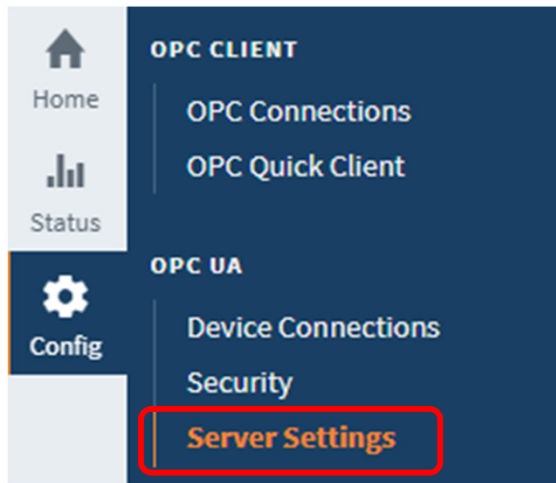 Home
Status
Config
OPC CLIENT
OPC Connections
OPC Quick Client
OPC UA
Device Connections
Security
Server Settings